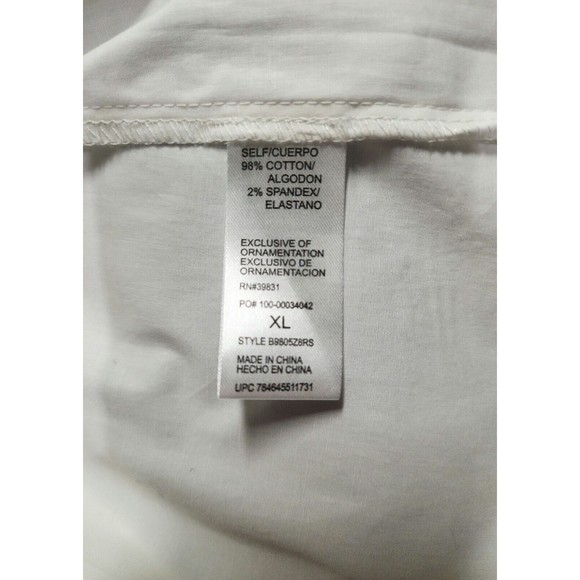 SELF/CUERPO
98% COTTON/
ALGODON
2% SPANDEX/
ELASTANO
EXCLUSIVE OF
ORNAMENTATION
EXCLUSIVO DE
ORNAMENTACION
RN#39831
PO# 100-00034042
XL
STYLE B9805Z8RS
MADE IN CHINA
HECHO EN CHINA
UPC 784645511731